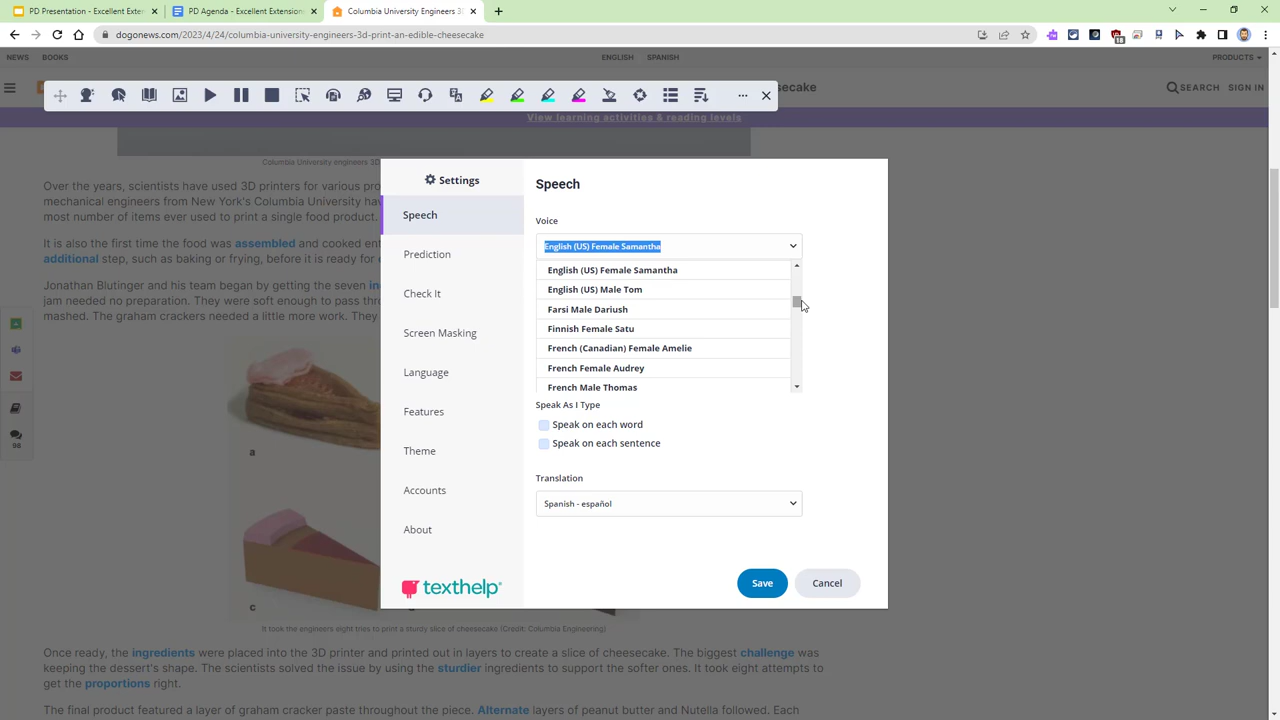 PD Presentation - Excellent Exten
PD Agenda - Excellent Extension
Columbia University Engineers 3
dogonews.com/2023/4/24/columbia-university-engineers-3d-print-an-edible-cheesecake
18
NEWS
BOOKS
ENGLISH
SPANISH
PRODUCTS
esecake
SEARCH
SIGN IN
View learning activities & reading levels
Columbia University engineers 3D
Over the years, scientists have used 3D printers for various pro
mechanical engineers from New York's Columbia University hav
most number of items ever used to print a single food product.
It is also the first time the food was assembled and cooked ent
additional step, such as baking or frying, before it is ready for e
Jonathan Blutinger and his team began by getting the seven ing
jam needed no preparation. They were soft enough to pass thro
mashed. The graham crackers needed a little more work. They
98
a
c
It took the engineers eight tries to print a sturdy slice of cheesecake (Credit: Columbia Engineering)
Once ready, the ingredients were placed into the 3D printer and printed out in layers to create a slice of cheesecake. The biggest challenge was
keeping the dessert's shape. The scientists solved the issue by using the sturdier ingredients to support the softer ones. It took eight attempts to
get the proportions right.
The final product featured a layer of graham cracker paste throughout the piece. Alternate layers of peanut butter and Nutella followed. Each
Settings
Speech
Prediction
Check It
Screen Masking
Language
Features
Theme
Accounts
About
texthelp
Speech
Voice
English (US) Female Samantha
English (US) Female Samantha
English (US) Male Tom
Farsi Male Dariush
Finnish Female Satu
French (Canadian) Female Amelie
French Female Audrey
French Male Thomas
Speak As I Type
Speak on each word
Speak on each sentence
Translation
Spanish - español
Save
Cancel